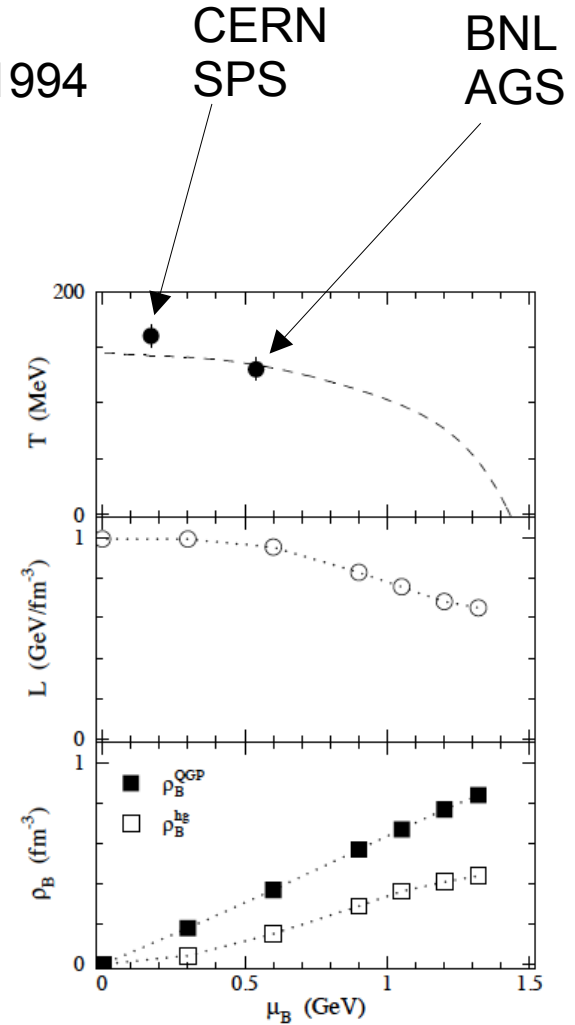 CERN
SPS
BNL
AGS
1994
200
T (MeV)
0
1
L (GeV/fm⁻³)
0
1
ρ_B^QGP
ρ_B^hg
ρ_B (fm⁻³)
0
0 0.5 1 1.5
μ_B (GeV)